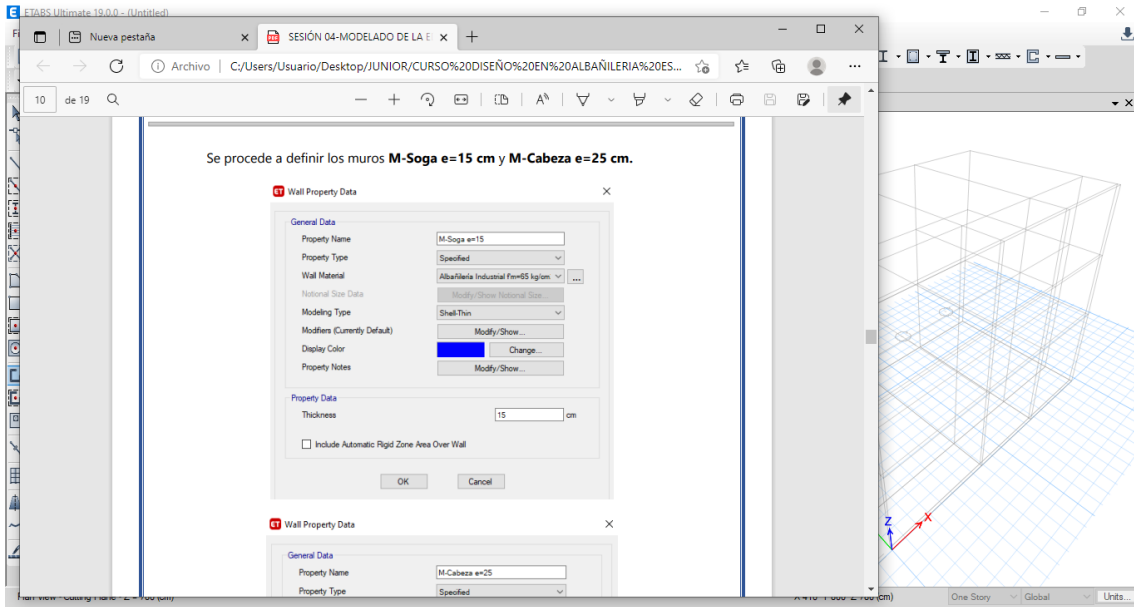 ETABS Ultimate 19.0.0 - (Untitled)
Nueva pestaña
SESIÓN 04-MODELADO DE LA E
Archivo
C:/Users/Usuario/Desktop/JUNIOR/CURSO%20DISEÑO%20EN%20ALBAÑILERIA%20ES...
10 de 19
Se procede a definir los muros M-Soga e=15 cm y M-Cabeza e=25 cm.
Wall Property Data
General Data
Property Name M-Soga e=15
Property Type Specified
Wall Material Albañilería Industrial f'm=65 kg/cm ...
Notional Size Data Modify/Show Notional Size...
Modeling Type Shell-Thin
Modifiers (Currently Default) Modify/Show...
Display Color Change...
Property Notes Modify/Show...
Property Data
Thickness 15 cm
Include Automatic Rigid Zone Area Over Wall
OK Cancel
Wall Property Data
General Data
Property Name M-Cabeza e=25
Property Type Specified
Z
X
One Story Global Units...